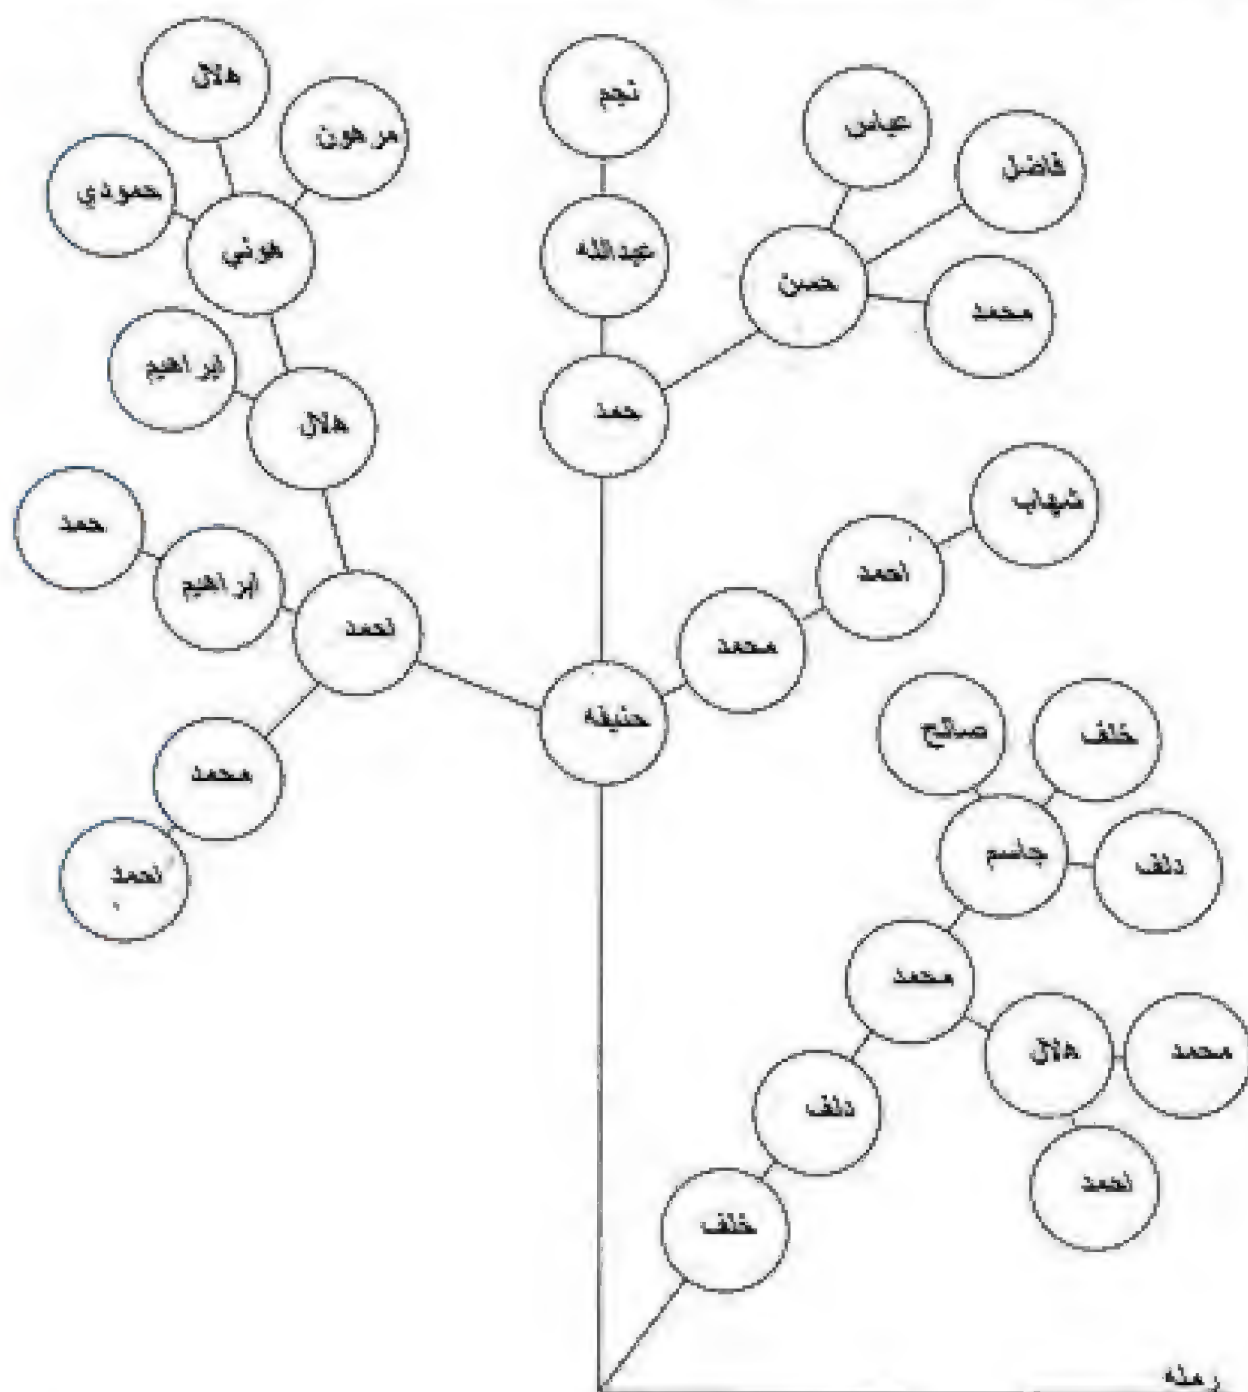 هلال
مرهون
حمودي
هوني
ابراهيم
هلال
حمد
ابراهيم
احمد
محمد
احمد
نجم
عبدالله
حمد
عباس
فاضل
حسن
محمد
شهاب
احمد
محمد
حنيفه
صالح
خلف
جاسم
دلف
محمد
هلال
محمد
احمد
دلف
خلف
رمله